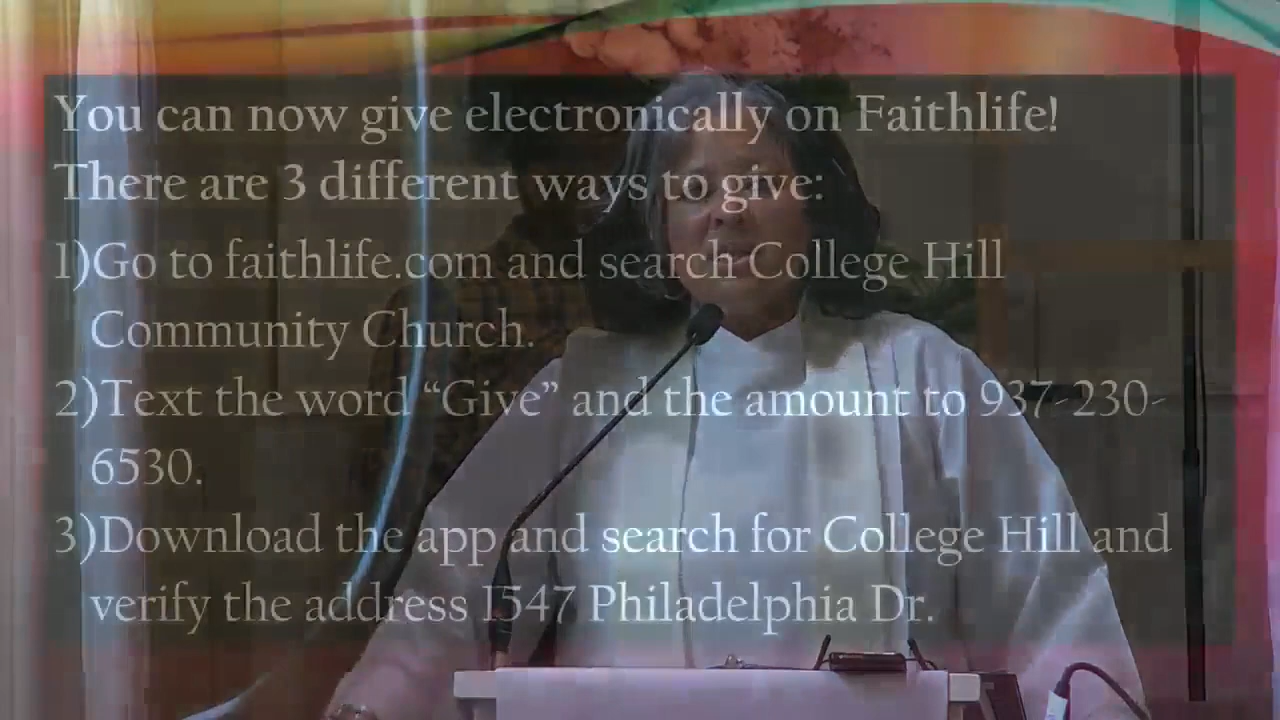 You can now give electronically on Faithlife!
There are 3 different ways to give:
1)Go to faithlife.com and search College Hill
Community Church.
2)Text the word “Give” and the amount to 937-230-
6530.
3)Download the app and search for College Hill and
verify the address 1547 Philadelphia Dr.